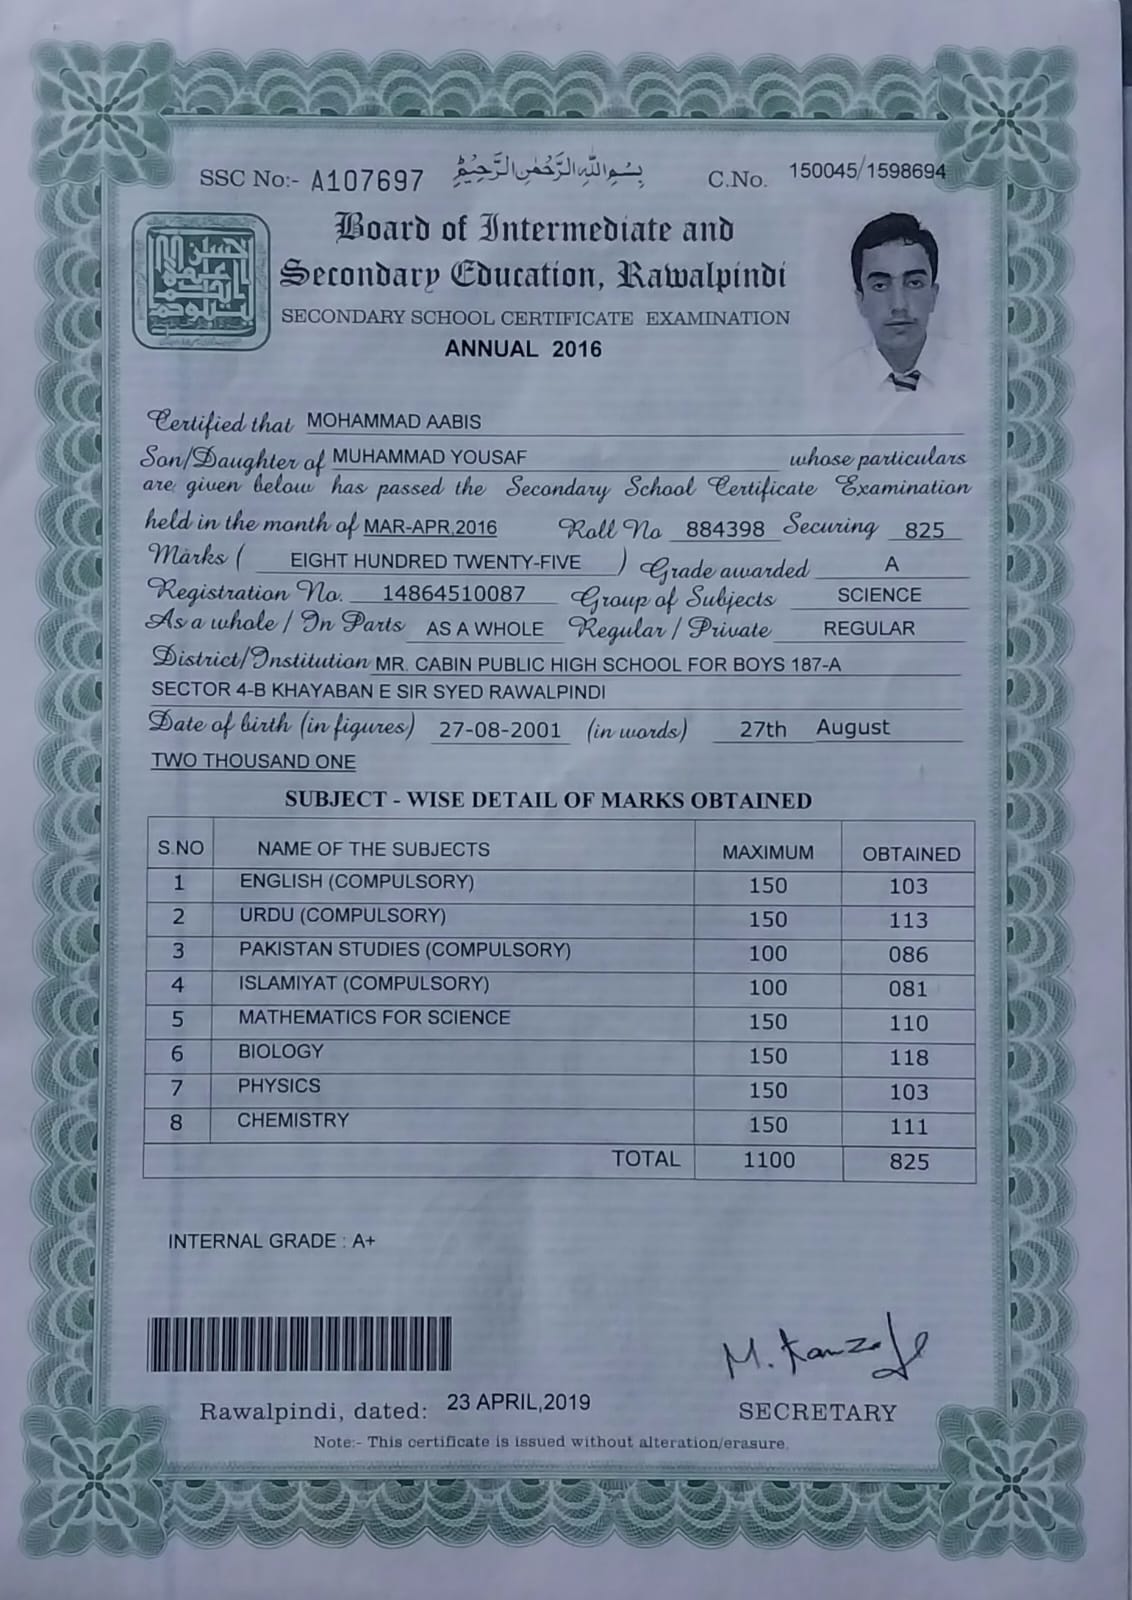 SSC No:- A107697 بِسْمِ اللهِ الرَّحْمٰنِ الرَّحِيْمِ C.No. 150045/1598694
Board of Intermediate and
Secondary Education, Rawalpindi
SECONDARY SCHOOL CERTIFICATE EXAMINATION
ANNUAL 2016
Certified that MOHAMMAD AABIS
Son/Daughter of MUHAMMAD YOUSAF whose particulars
are given below has passed the Secondary School Certificate Examination
held in the month of MAR-APR,2016 Roll No 884398 Securing 825
Marks ( EIGHT HUNDRED TWENTY-FIVE ) Grade awarded A
Registration No. 14864510087 Group of Subjects SCIENCE
As a whole / In Parts AS A WHOLE Regular / Private REGULAR
District/Institution MR. CABIN PUBLIC HIGH SCHOOL FOR BOYS 187-A
SECTOR 4-B KHAYABAN E SIR SYED RAWALPINDI
Date of birth (in figures) 27-08-2001 (in words) 27th August
TWO THOUSAND ONE
SUBJECT - WISE DETAIL OF MARKS OBTAINED
S.NO NAME OF THE SUBJECTS MAXIMUM OBTAINED
1 ENGLISH (COMPULSORY) 150 103
2 URDU (COMPULSORY) 150 113
3 PAKISTAN STUDIES (COMPULSORY) 100 086
4 ISLAMIYAT (COMPULSORY) 100 081
5 MATHEMATICS FOR SCIENCE 150 110
6 BIOLOGY 150 118
7 PHYSICS 150 103
8 CHEMISTRY 150 111
TOTAL 1100 825
INTERNAL GRADE : A+
Rawalpindi, dated: 23 APRIL,2019 SECRETARY
Note:- This certificate is issued without alteration/erasure.